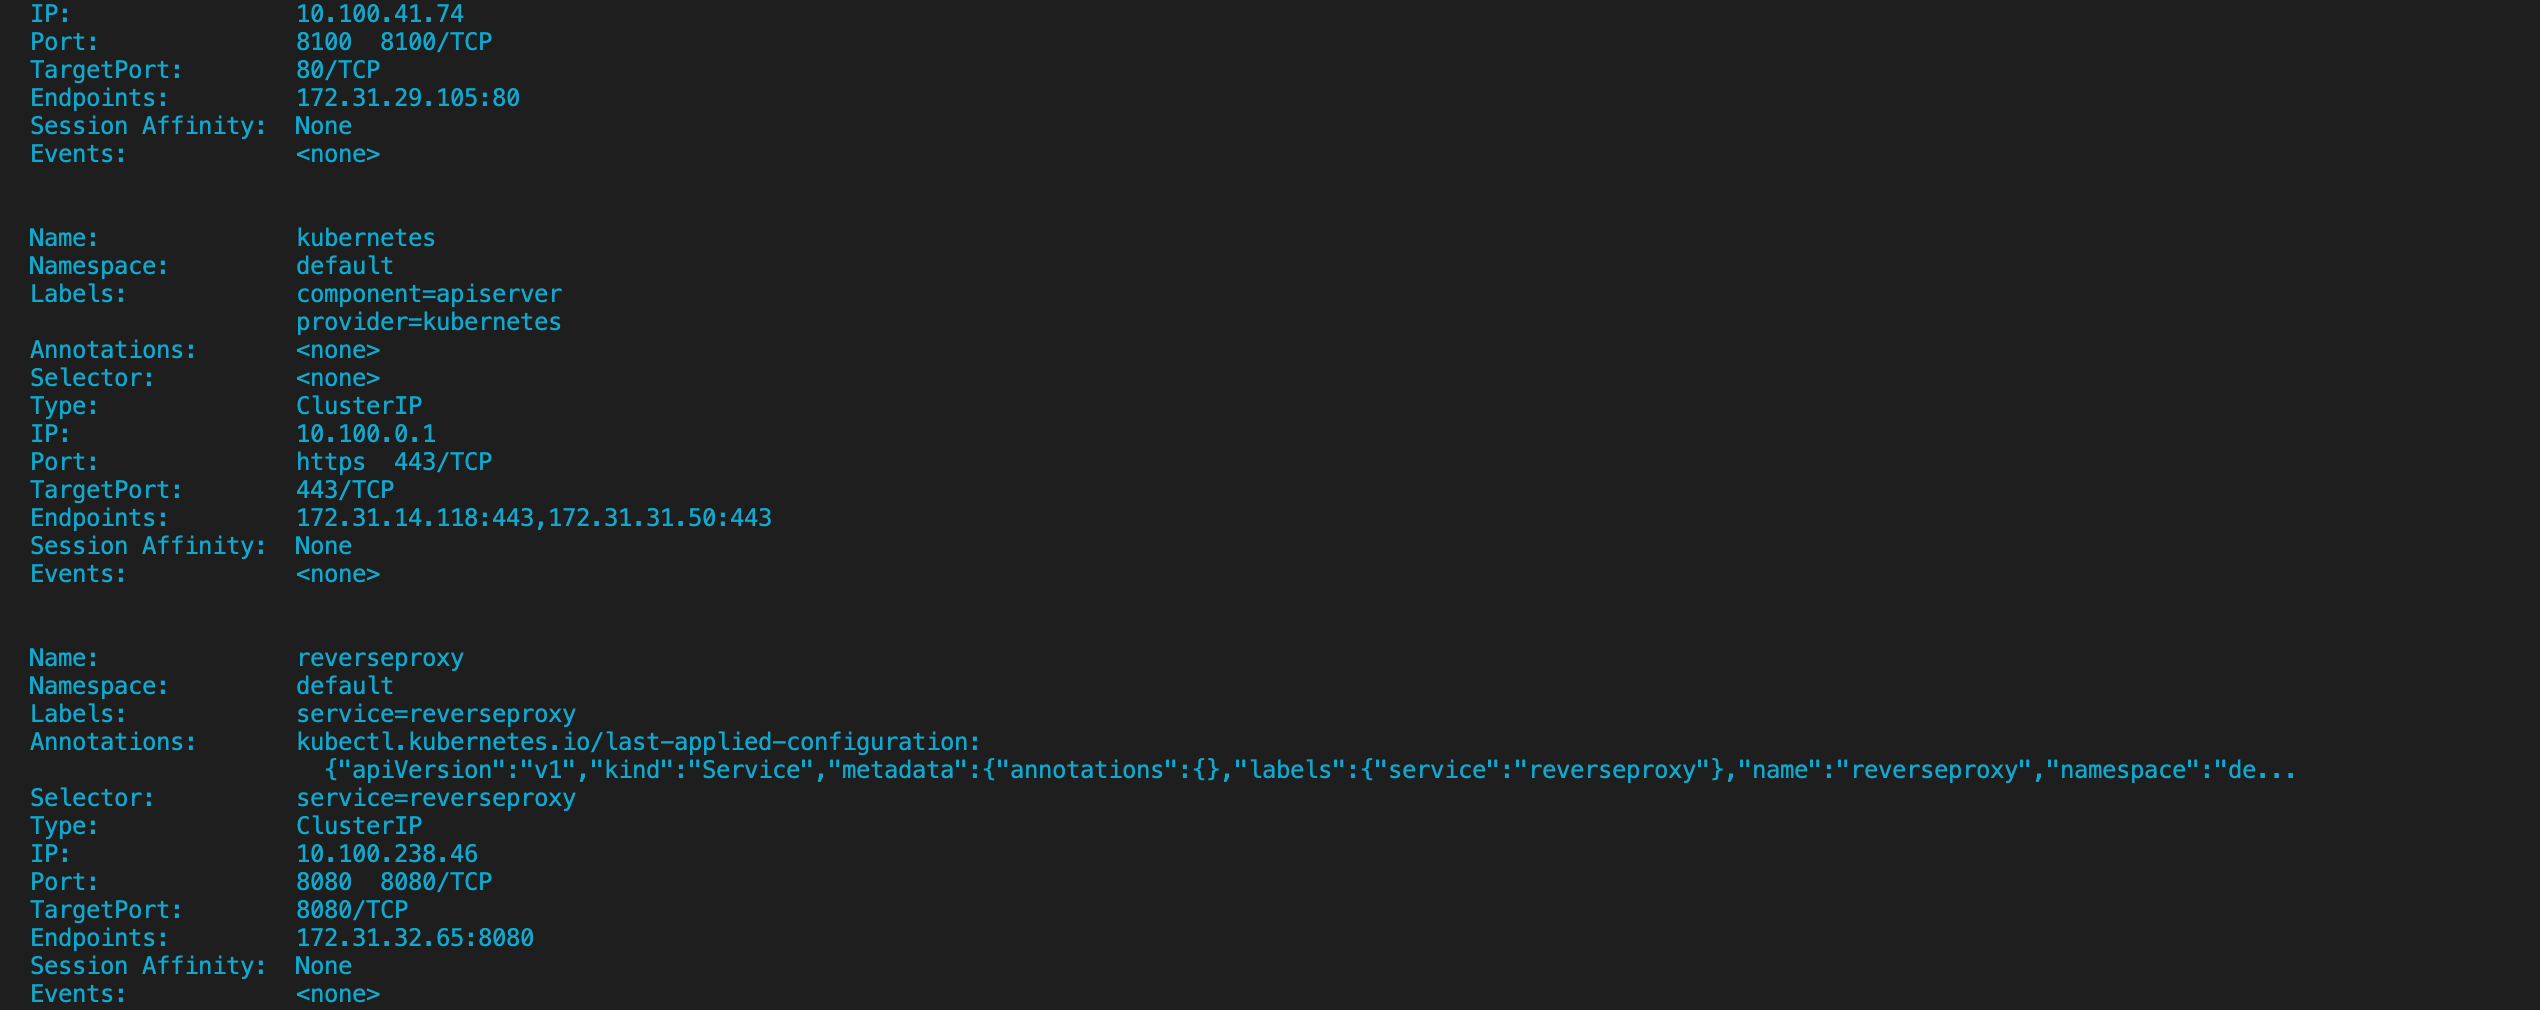 IP:                10.100.41.74
Port:              8100  8100/TCP
TargetPort:        80/TCP
Endpoints:         172.31.29.105:80
Session Affinity:  None
Events:            <none>

Name:              kubernetes
Namespace:         default
Labels:            component=apiserver
                   provider=kubernetes
Annotations:       <none>
Selector:          <none>
Type:              ClusterIP
IP:                10.100.0.1
Port:              https  443/TCP
TargetPort:        443/TCP
Endpoints:         172.31.14.118:443,172.31.31.50:443
Session Affinity:  None
Events:            <none>

Name:              reverseproxy
Namespace:         default
Labels:            service=reverseproxy
Annotations:       kubectl.kubernetes.io/last-applied-configuration:
                     {"apiVersion":"v1","kind":"Service","metadata":{"annotations":{},"labels":{"service":"reverseproxy"},"name":"reverseproxy","namespace":"de...
Selector:          service=reverseproxy
Type:              ClusterIP
IP:                10.100.238.46
Port:              8080  8080/TCP
TargetPort:        8080/TCP
Endpoints:         172.31.32.65:8080
Session Affinity:  None
Events:            <none>